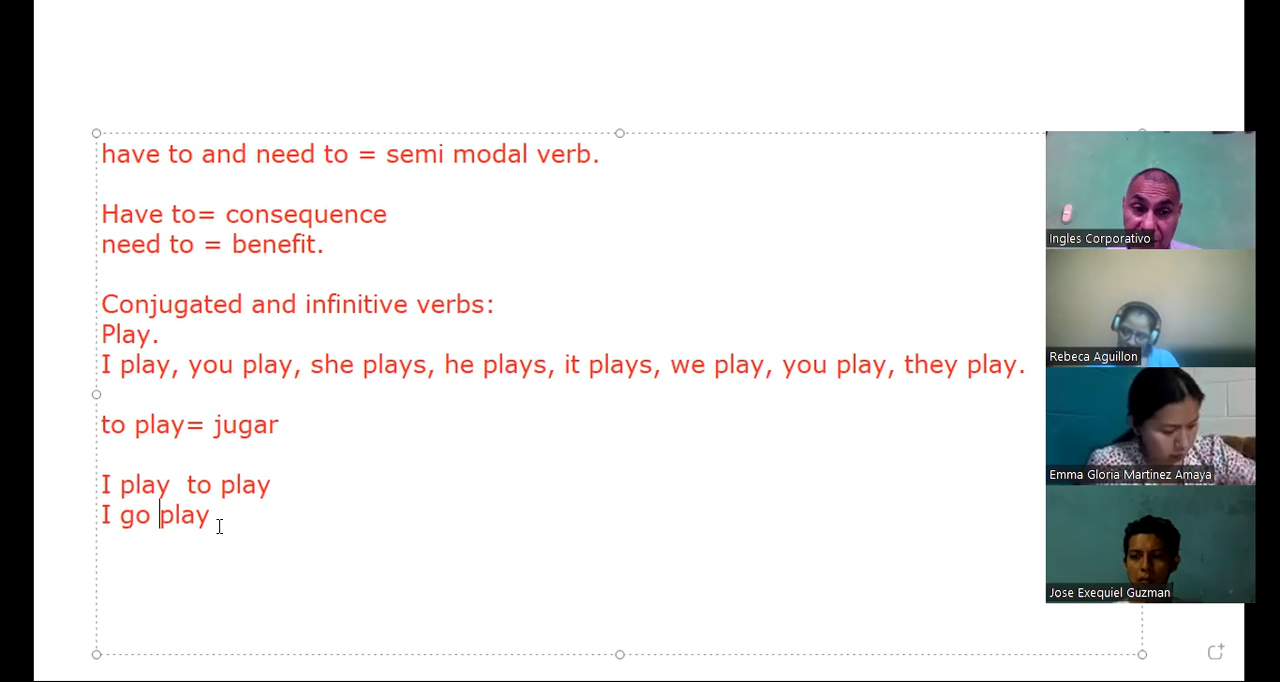 have to and need to = semi modal verb.
Have to= consequence
need to = benefit.
Conjugated and infinitive verbs:
Play.
I play, you play, she plays, he plays, it plays, we play, you play, they play.
to play= jugar
I play  to play
I go play
Ingles Corporativo
Rebeca Aguillon
Emma Gloria Martinez Amaya
Jose Exequiel Guzman